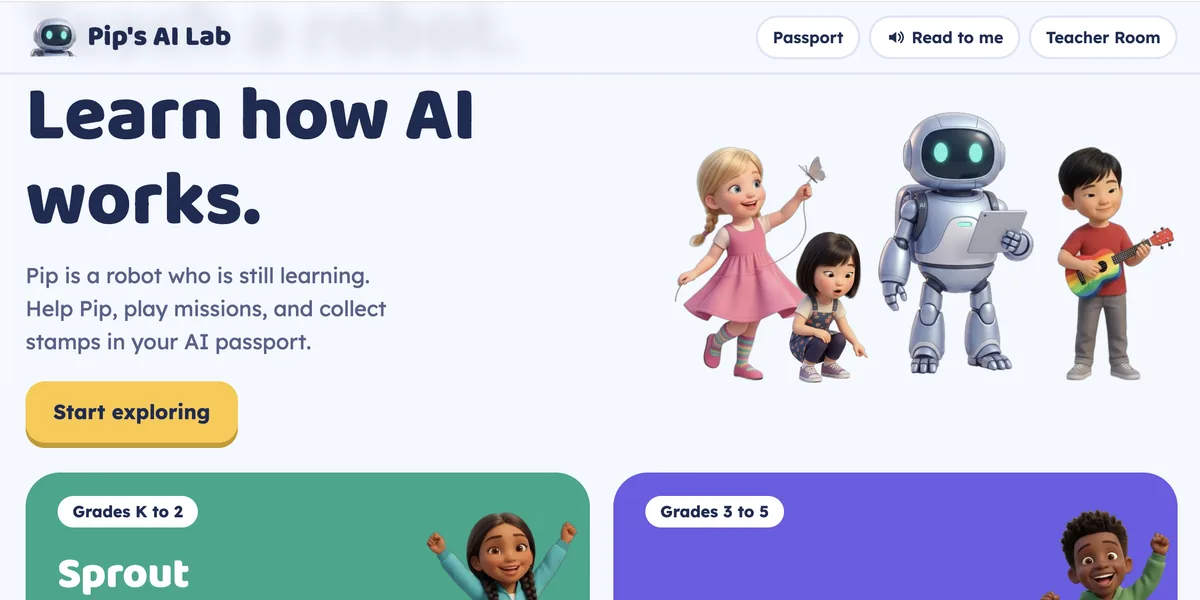 Pip's AI Lab
Passport
Read to me
Teacher Room
Learn how AI
works.
Pip is a robot who is still learning.
Help Pip, play missions, and collect
stamps in your AI passport.
Start exploring
Grades K to 2
Grades 3 to 5
Sprout